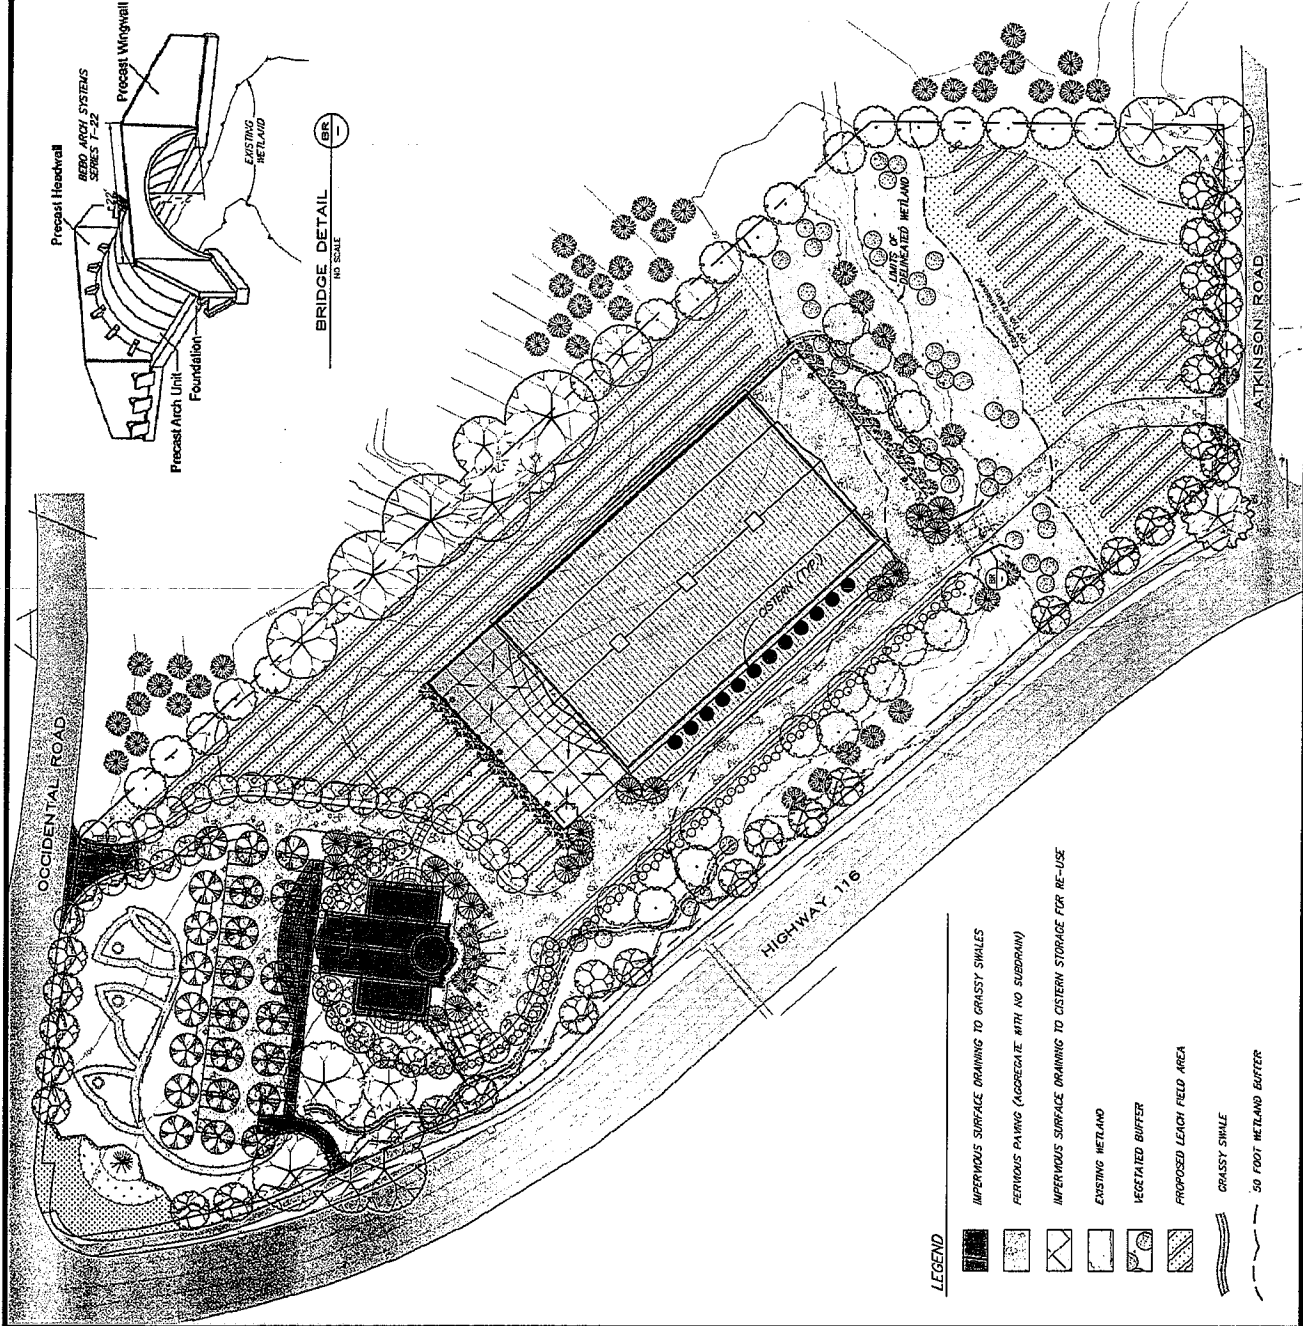 Precast Headwall
BEBO ARCH SYSTEMS
SERIES T-22
Precast Wingwall
EXISTING
WETLAND
Precast Arch Unit
Foundation
BRIDGE DETAIL
NO SCALE
BR
OCCIDENTAL ROAD
LIMITS OF
DELINEATED WETLAND
ATKINSON ROAD
CISTERN (TYP.)
BR
HIGHWAY 116
LEGEND
IMPERVIOUS SURFACE DRAINING TO GRASSY SWALES
PERVIOUS PAVING (AGGREGATE WITH NO SUBDRAIN)
IMPERVIOUS SURFACE DRAINING TO CISTERN STORAGE FOR RE-USE
EXISTING WETLAND
VEGETATED BUFFER
PROPOSED LEACH FIELD AREA
GRASSY SWALE
50 FOOT WETLAND BUFFER